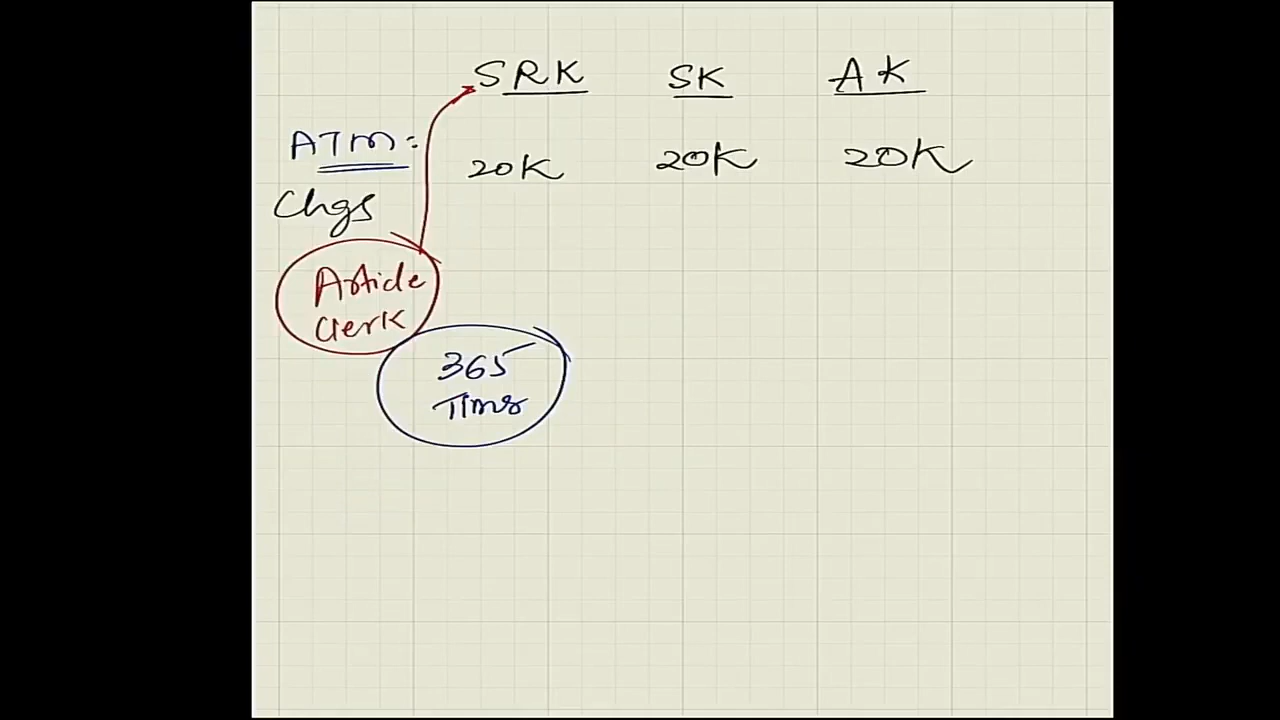 SRK SK AK
ATM:
20K 20K 20K
Chgs
Article
Clerk
365
Times